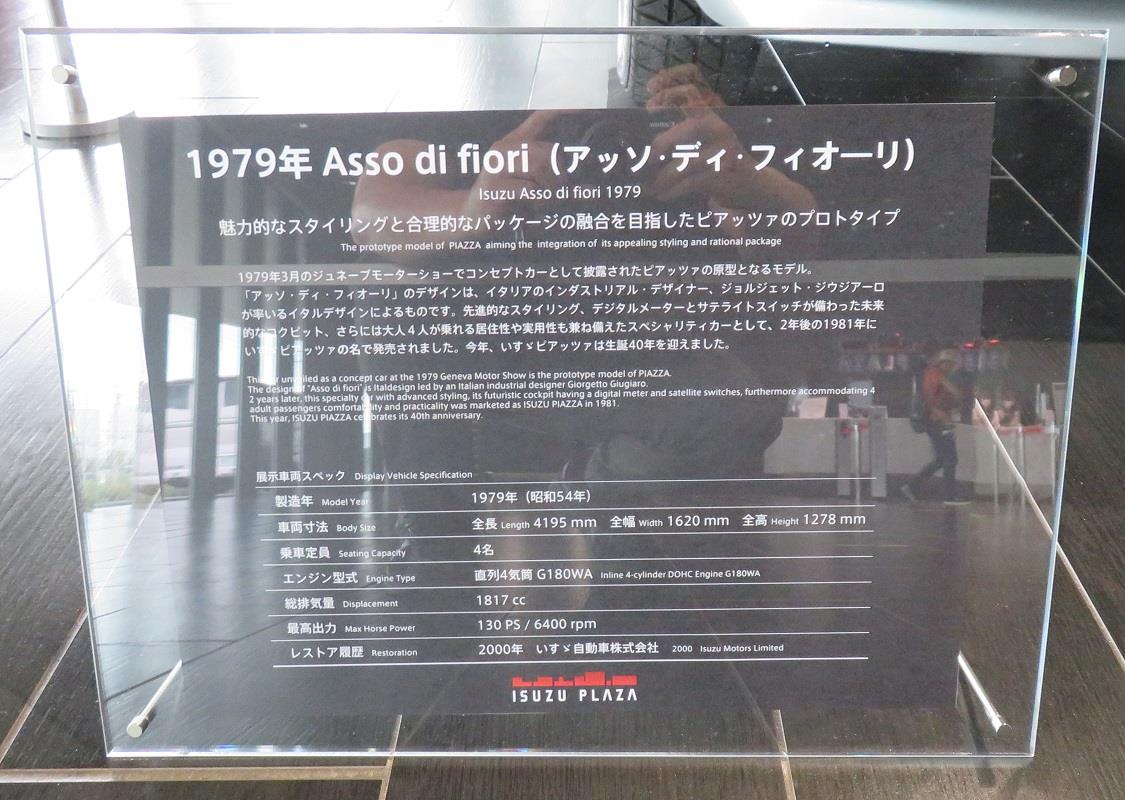 1979年 Asso di fiori（アッソ・ディ・フィオーリ）
Isuzu Asso di fiori 1979
魅力的なスタイリングと合理的なパッケージの融合を目指したピアッツァのプロトタイプ
The prototype model of PIAZZA aiming the integration of its appealing styling and rational package
1979年3月のジュネーブモーターショーでコンセプトカーとして披露されたピアッツァの原型となるモデル。
「アッソ・ディ・フィオーリ」のデザインは、イタリアのインダストリアル・デザイナー、ジョルジェット・ジウジアーロ
が率いるイタルデザインによるものです。先進的なスタイリング、デジタルメーターとサテライトスイッチが備わった未来
的なコクピット、さらには大人４人が乗れる居住性や実用性も兼ね備えたスペシャリティカーとして、2年後の1981年に
いすゞピアッツァの名で発売されました。今年、いすゞピアッツァは生誕40年を迎えました。
This car unveiled as a concept car at the 1979 Geneva Motor Show is the prototype model of PIAZZA.
The design of "Asso di fiori" is Italdesign led by an Italian industrial designer Giorgetto Giugiaro.
2 years later, this specialty car with advanced styling, its futuristic cockpit having a digital meter and satellite switches, furthermore accommodating 4
adult passengers comfortability and practicality was marketed as ISUZU PIAZZA in 1981.
This year, ISUZU PIAZZA celebrates its 40th anniversary.
展示車両スペック Display Vehicle Specification
製造年 Model Year 1979年（昭和54年）
車両寸法 Body Size 全長 Length 4195 mm 全幅 Width 1620 mm 全高 Height 1278 mm
乗車定員 Seating Capacity 4名
エンジン型式 Engine Type 直列4気筒 G180WA Inline 4-cylinder DOHC Engine G180WA
総排気量 Displacement 1817 cc
最高出力 Max Horse Power 130 PS / 6400 rpm
レストア履歴 Restoration 2000年 いすゞ自動車株式会社 2000 Isuzu Motors Limited
ISUZU PLAZA